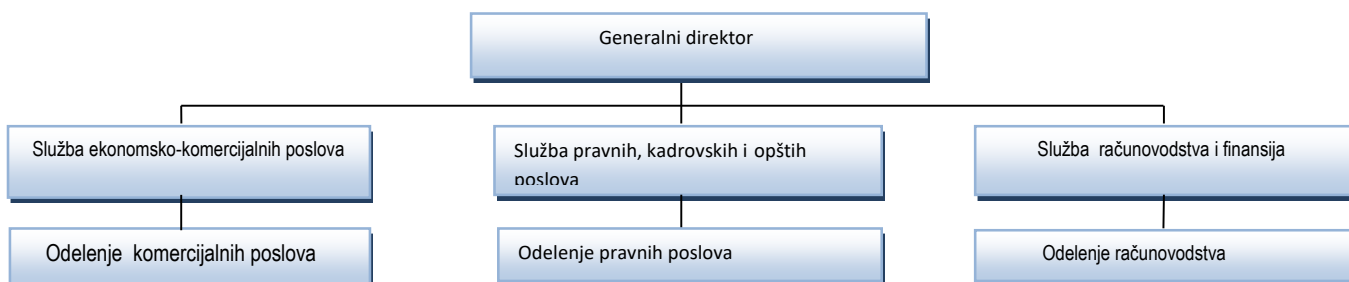 Generalni direktor
Služba ekonomsko-komercijalnih poslova
Služba pravnih, kadrovskih i opštih
poslova
Služba računovodstva i finansija
Odelenje komercijalnih poslova
Odelenje pravnih poslova
Odelenje računovodstva